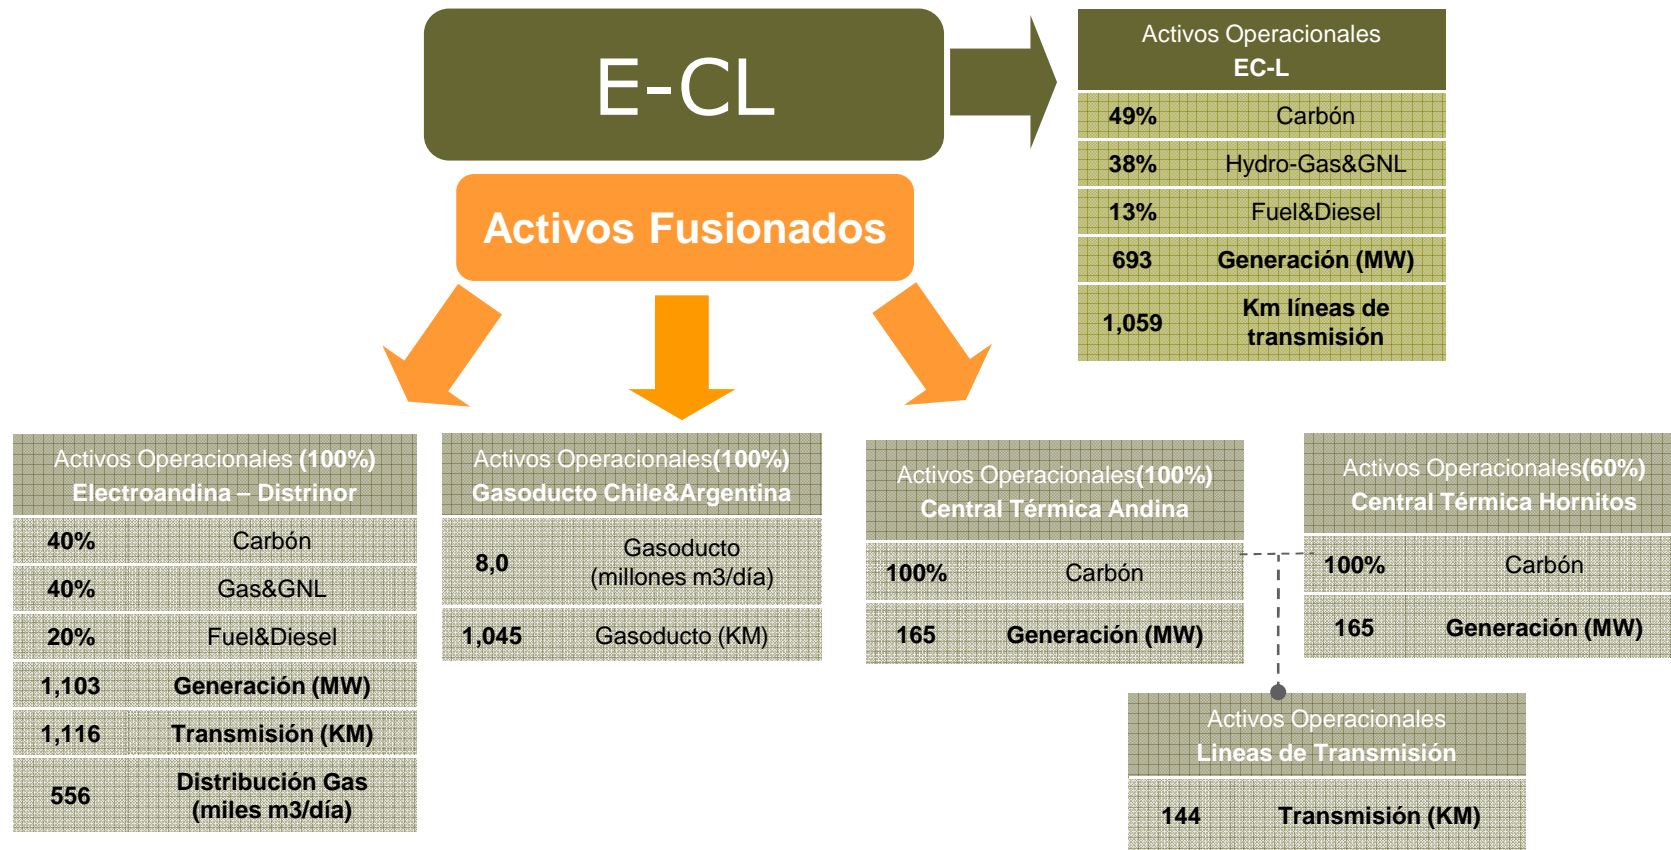 E-CL
Activos Operacionales
EC-L
49% Carbón
38% Hydro-Gas&GNL
13% Fuel&Diesel
693 Generación (MW)
1,059 Km líneas de
transmisión
Activos Fusionados
Activos Operacionales (100%)
Electroandina – Distrinor
40% Carbón
40% Gas&GNL
20% Fuel&Diesel
1,103 Generación (MW)
1,116 Transmisión (KM)
556 Distribución Gas
(miles m3/día)
Activos Operacionales(100%)
Gasoducto Chile&Argentina
8,0 Gasoducto
(millones m3/día)
1,045 Gasoducto (KM)
Activos Operacionales(100%)
Central Térmica Andina
100% Carbón
165 Generación (MW)
Activos Operacionales(60%)
Central Térmica Hornitos
100% Carbón
165 Generación (MW)
Activos Operacionales
Lineas de Transmisión
144 Transmisión (KM)